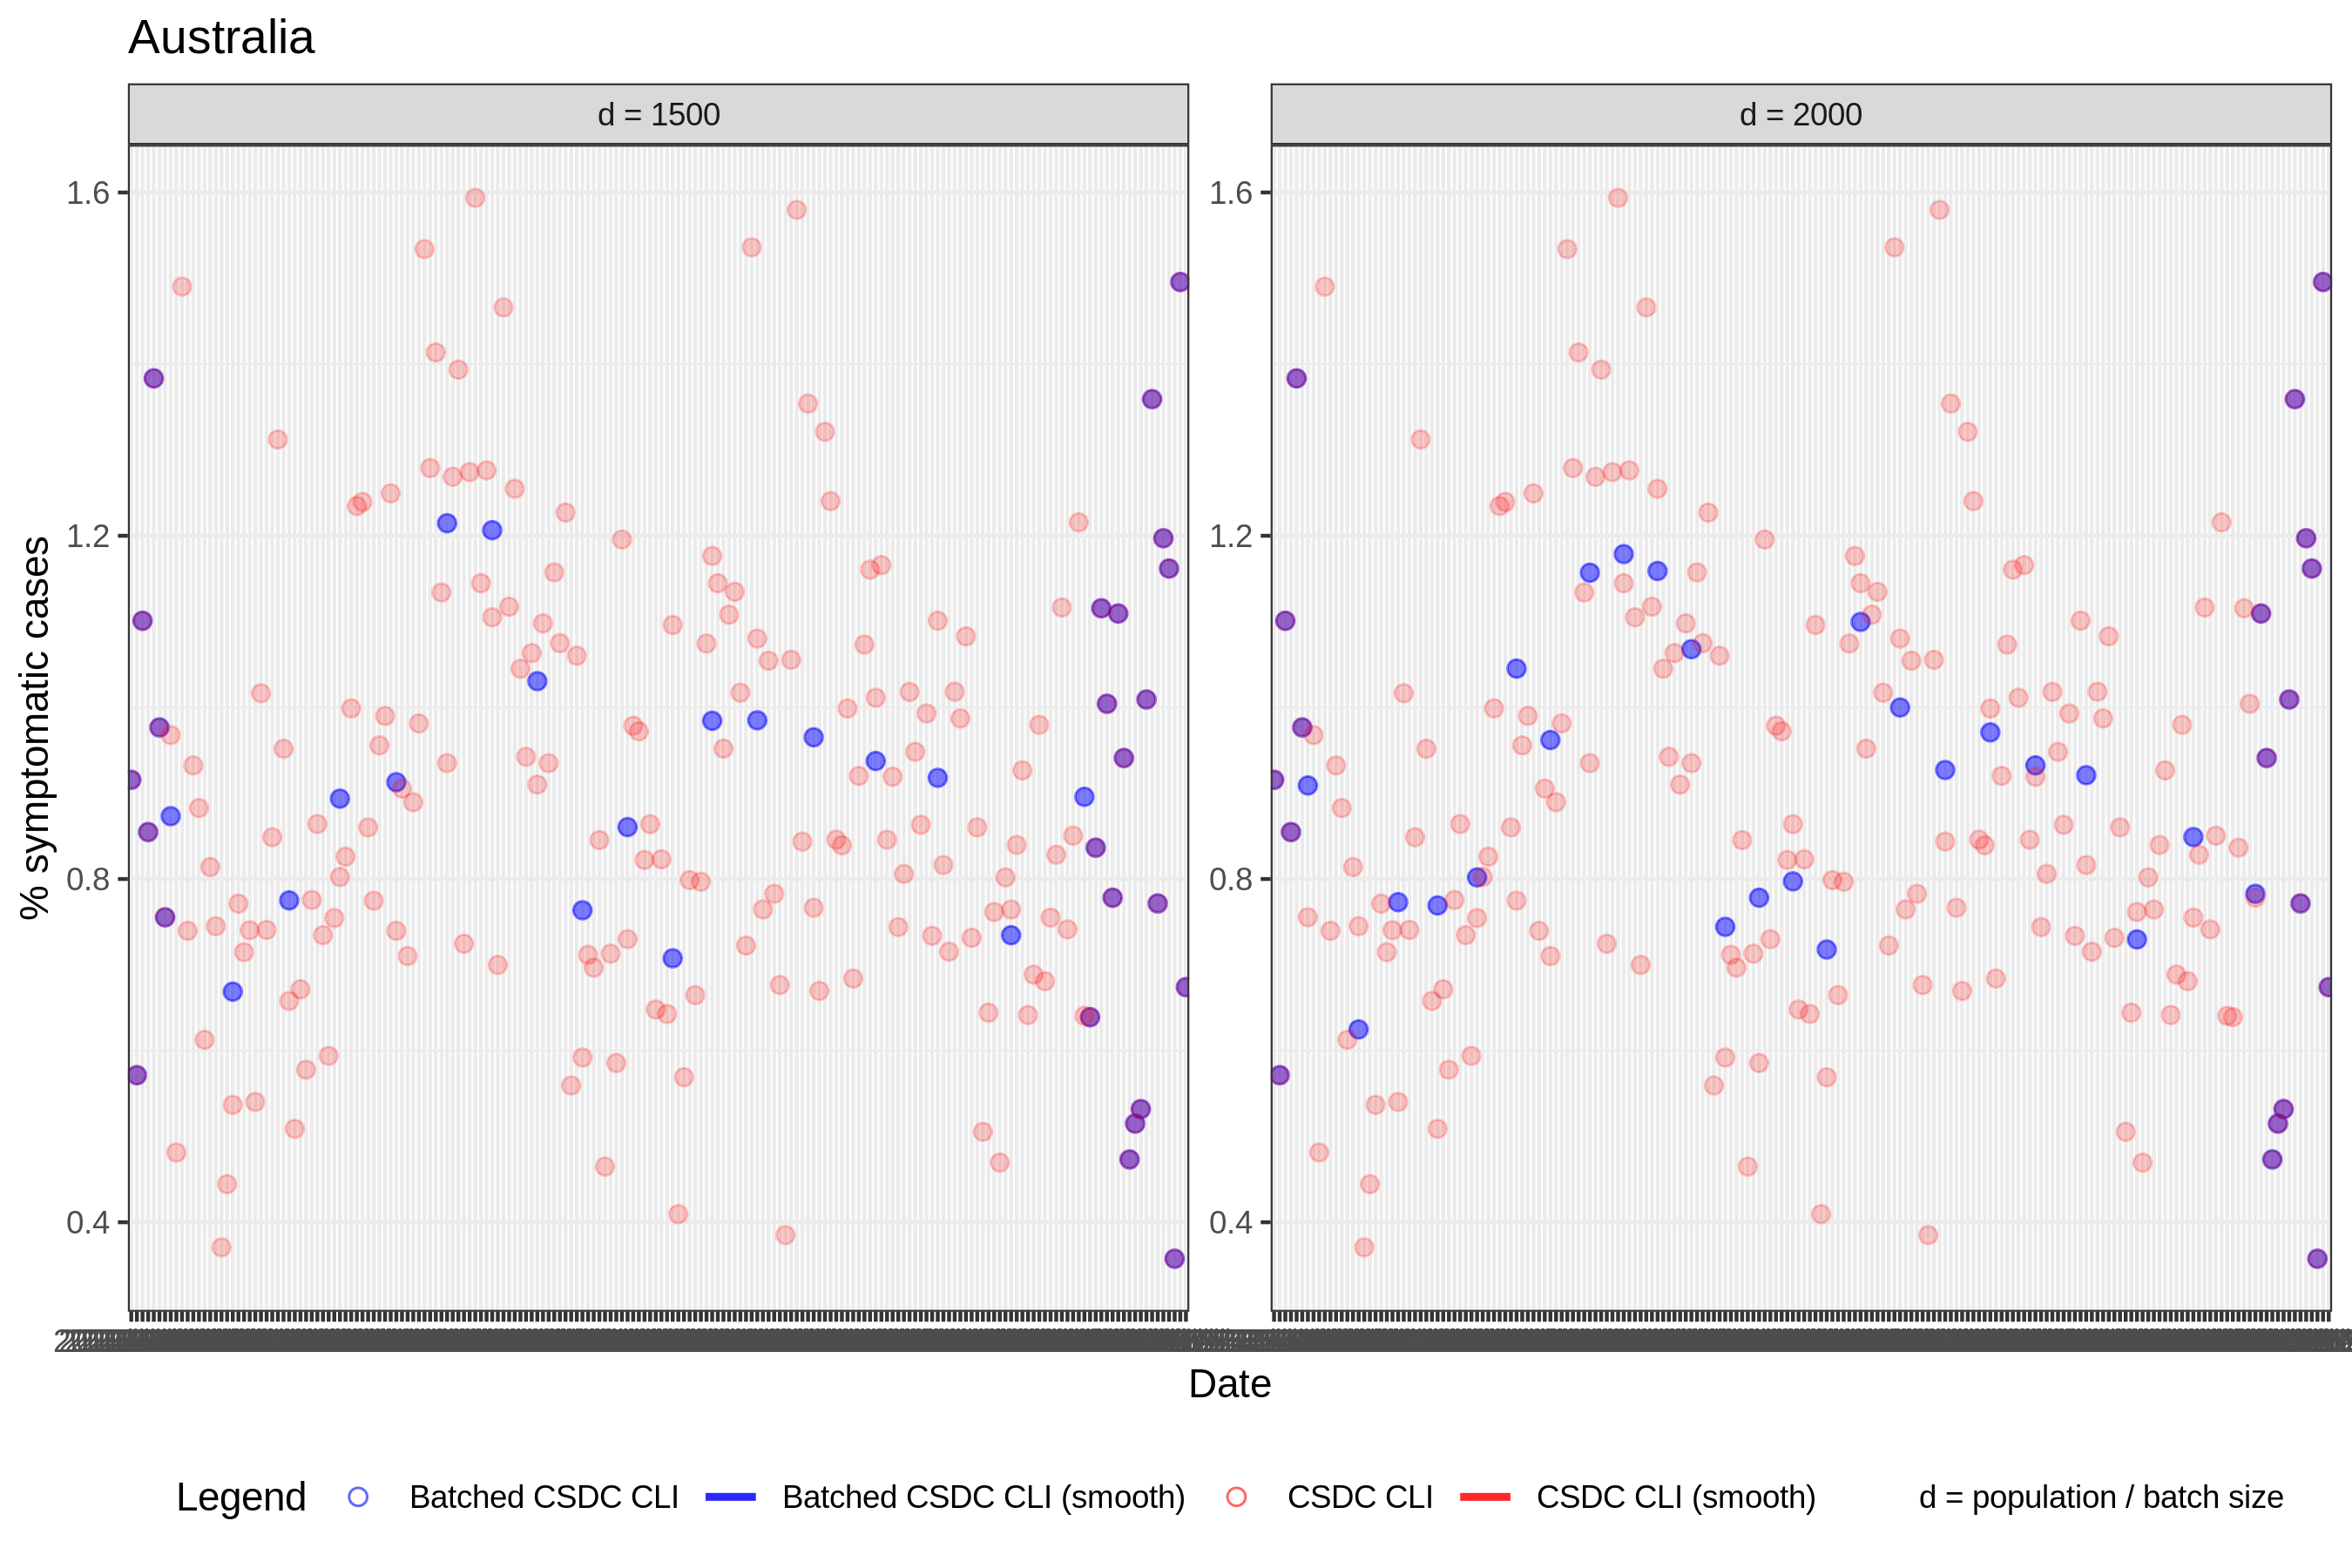 Australia
d = 1500
d = 2000
% symptomatic cases
1.6
1.2
0.8
0.4
1.6
1.2
0.8
0.4
Date
Legend
Batched CSDC CLI
Batched CSDC CLI (smooth)
CSDC CLI
CSDC CLI (smooth)
d = population / batch size